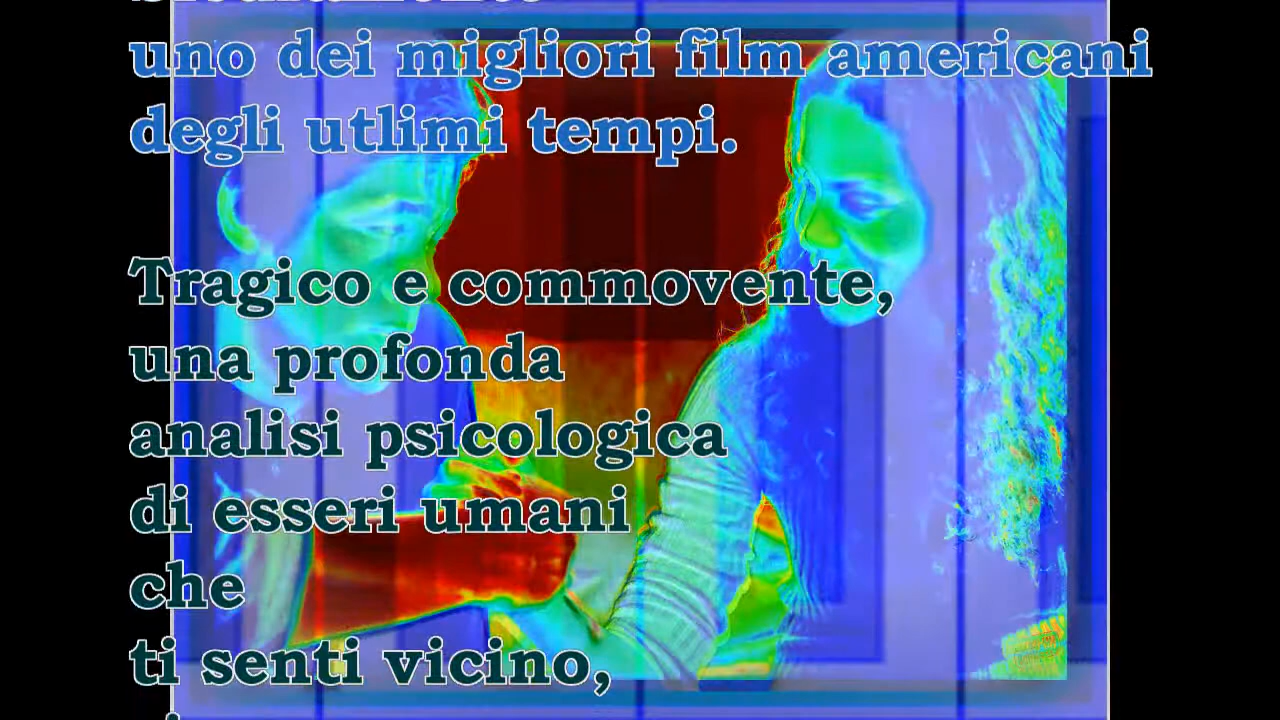 uno dei migliori film americani
degli utlimi tempi.
Tragico e commovente,
una profonda
analisi psicologica
di esseri umani
che
ti senti vicino,